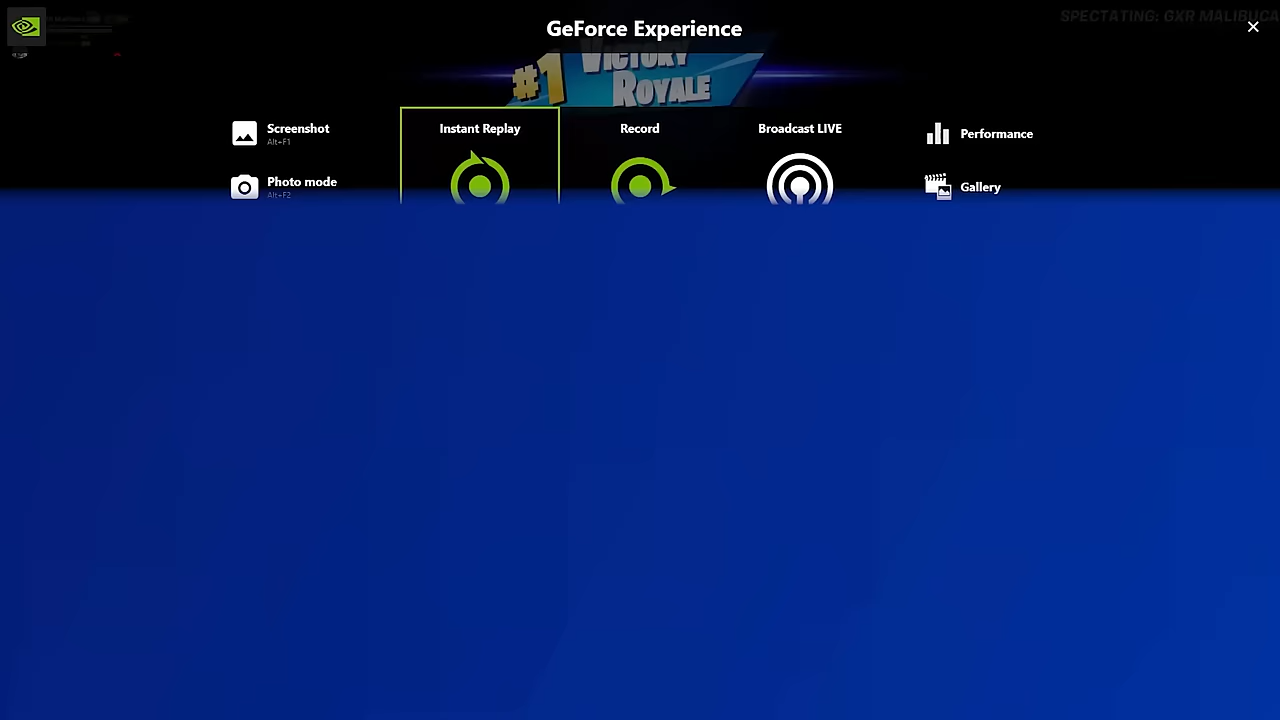 GeForce Experience
SPECTATING: GXR MALIBUCA
#1 VICTORY
ROYALE
Screenshot
Alt+F1
Instant Replay
Record
Broadcast LIVE
Performance
Photo mode
Alt+F2
Gallery